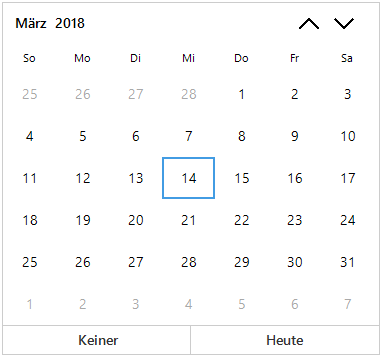 März 2018
So Mo Di Mi Do Fr Sa
25 26 27 28 1 2 3
4 5 6 7 8 9 10
11 12 13 14 15 16 17
18 19 20 21 22 23 24
25 26 27 28 29 30 31
1 2 3 4 5 6 7
Keiner Heute